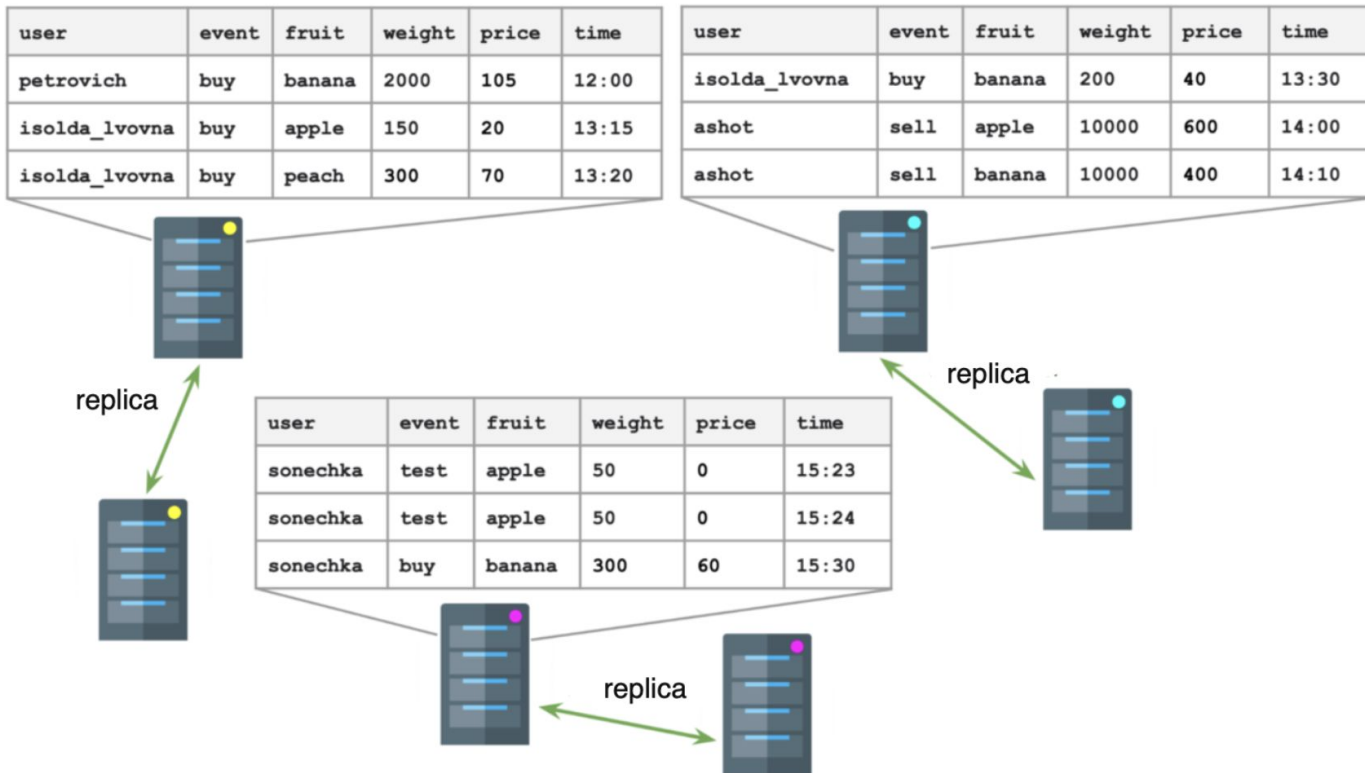 user event fruit weight price time
petrovich buy banana 2000 105 12:00
isolda_lvovna buy apple 150 20 13:15
isolda_lvovna buy peach 300 70 13:20
user event fruit weight price time
isolda_lvovna buy banana 200 40 13:30
ashot sell apple 10000 600 14:00
ashot sell banana 10000 400 14:10
replica
replica
user event fruit weight price time
sonechka test apple 50 0 15:23
sonechka test apple 50 0 15:24
sonechka buy banana 300 60 15:30
replica